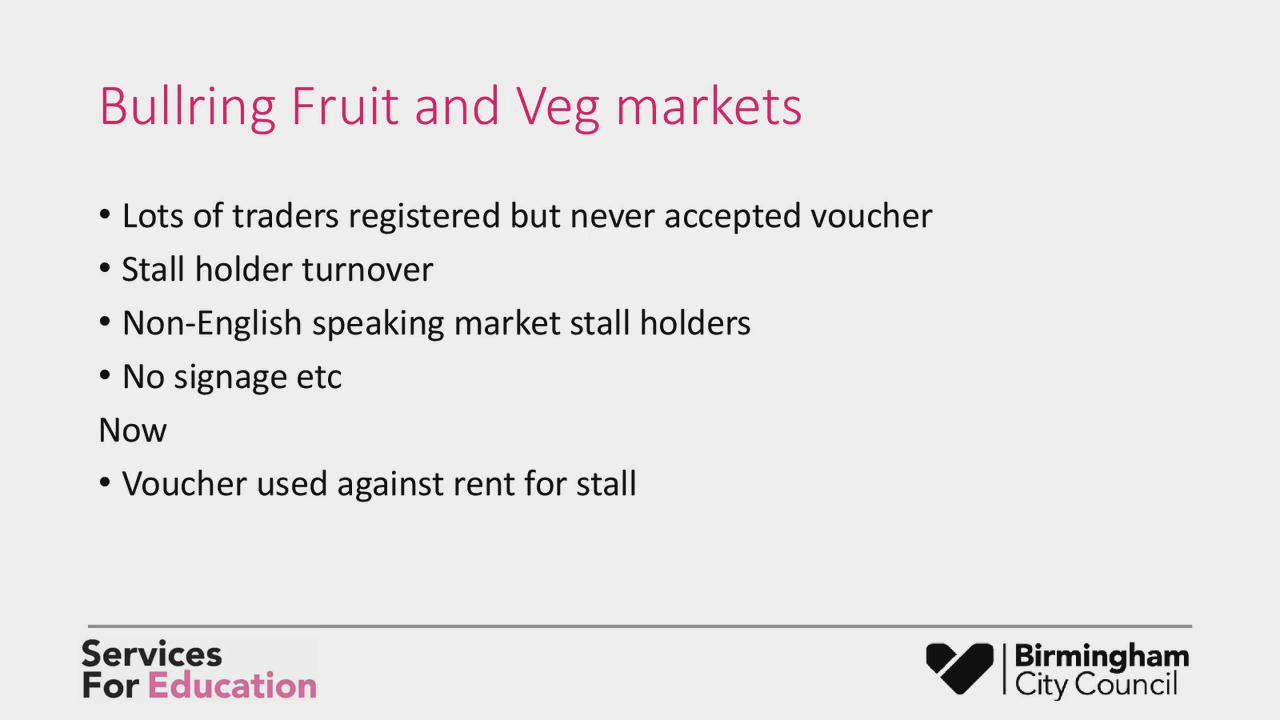 Bullring Fruit and Veg markets
• Lots of traders registered but never accepted voucher
• Stall holder turnover
• Non-English speaking market stall holders
• No signage etc
Now
• Voucher used against rent for stall
Services
For Education
Birmingham
City Council